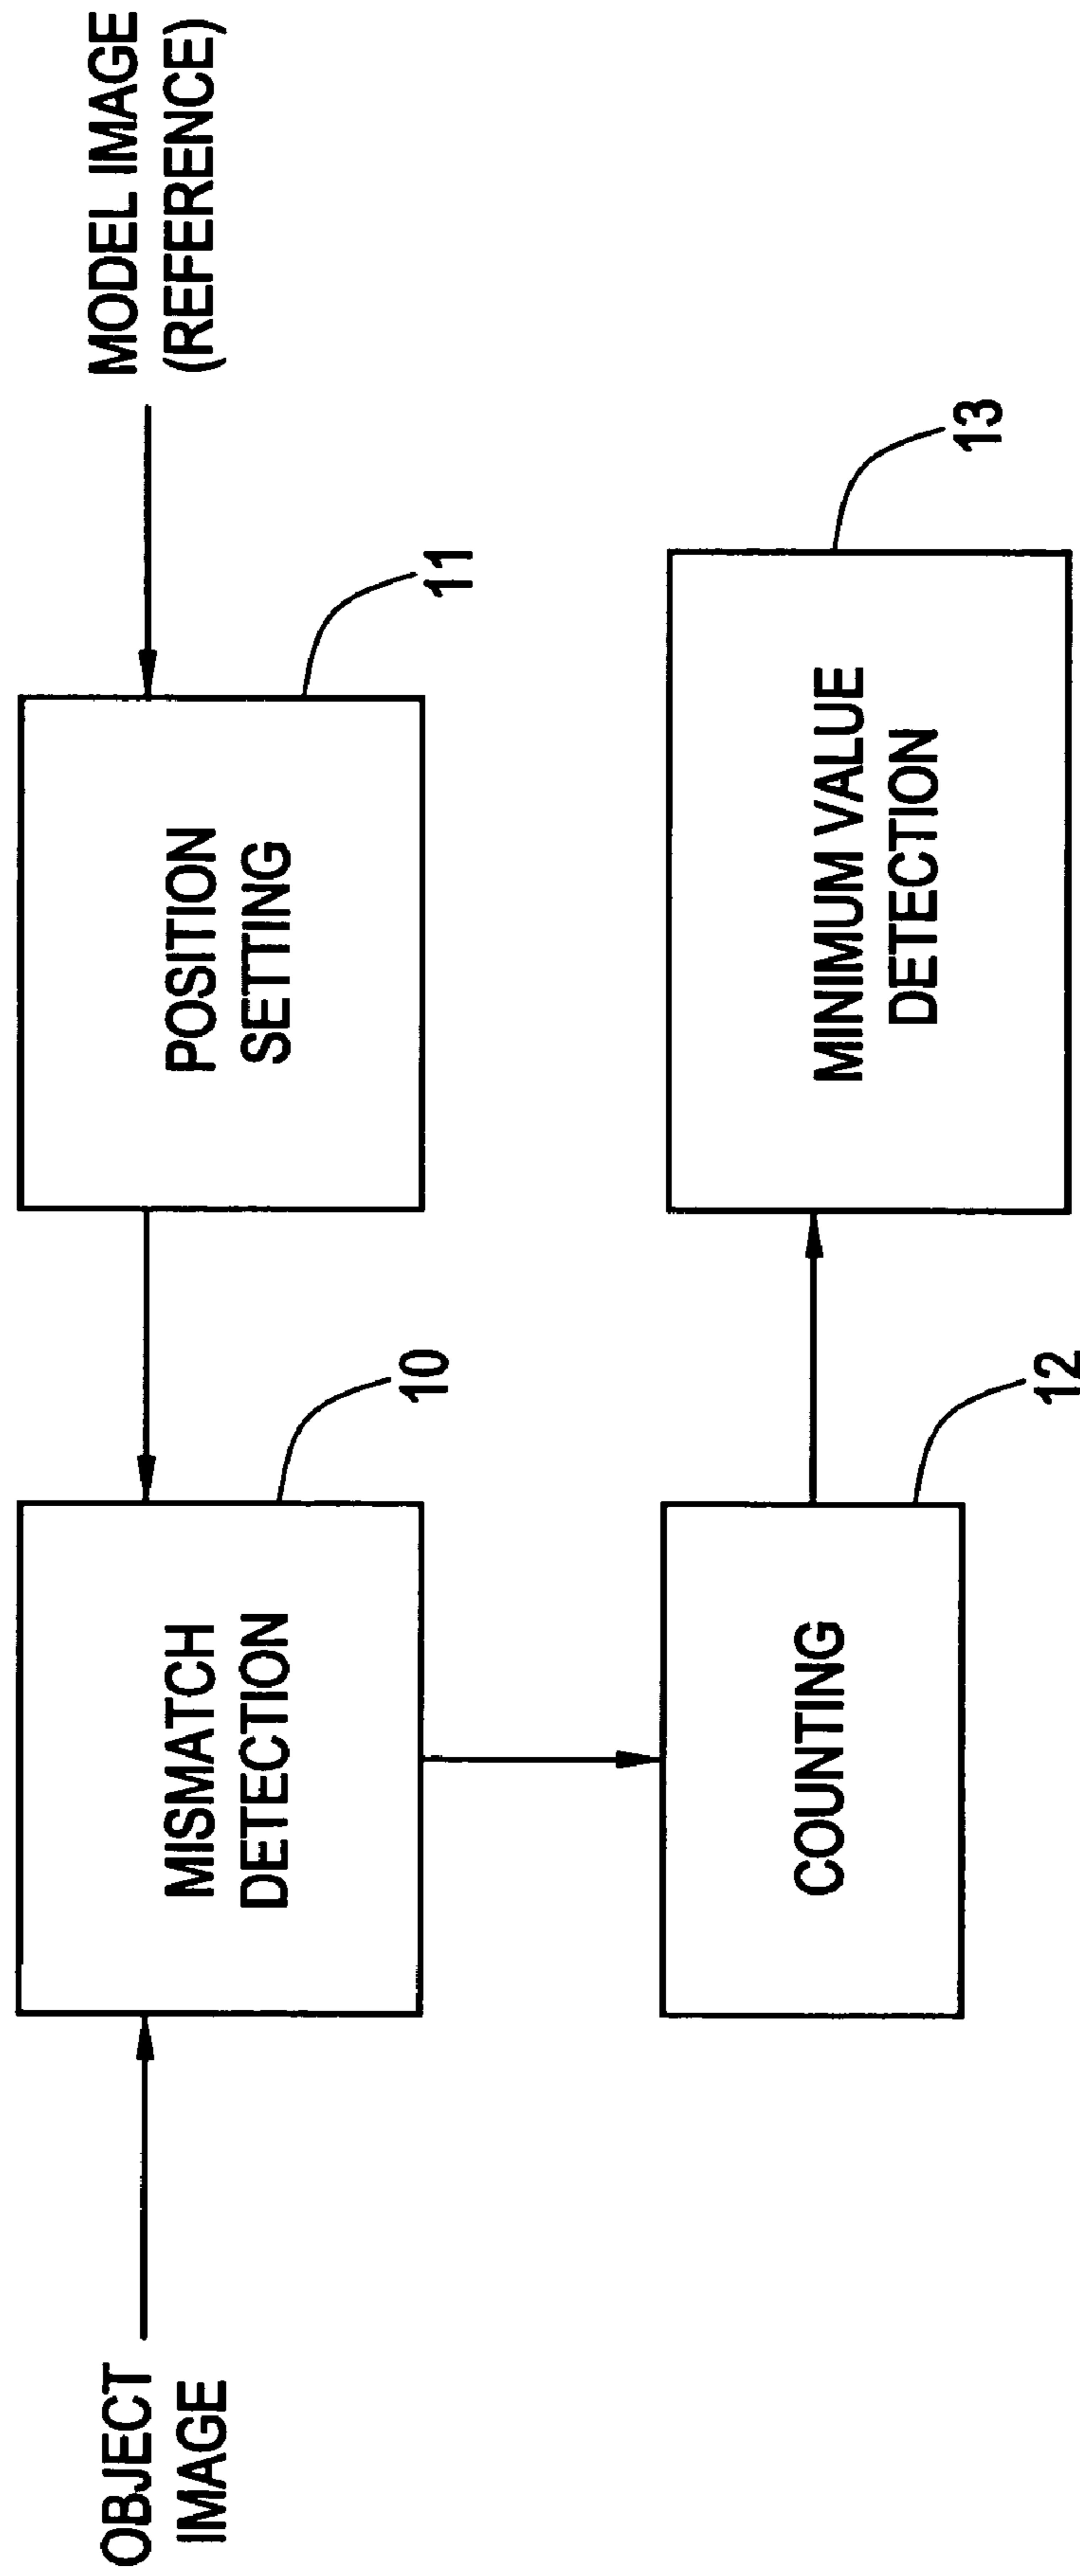 OBJECT
IMAGE
MISMATCH
DETECTION
10
POSITION
SETTING
11
MODEL IMAGE
(REFERENCE)
COUNTING
12
MINIMUM VALUE
DETECTION
13